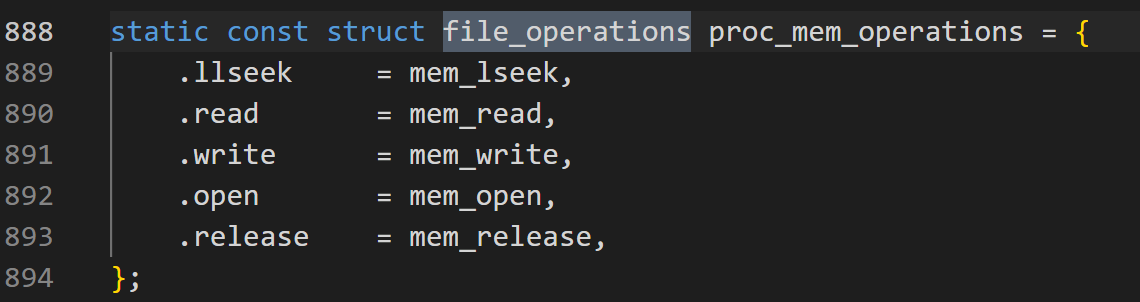 888 static const struct file_operations proc_mem_operations = {
889     .llseek     = mem_lseek,
890     .read       = mem_read,
891     .write      = mem_write,
892     .open       = mem_open,
893     .release    = mem_release,
894 };